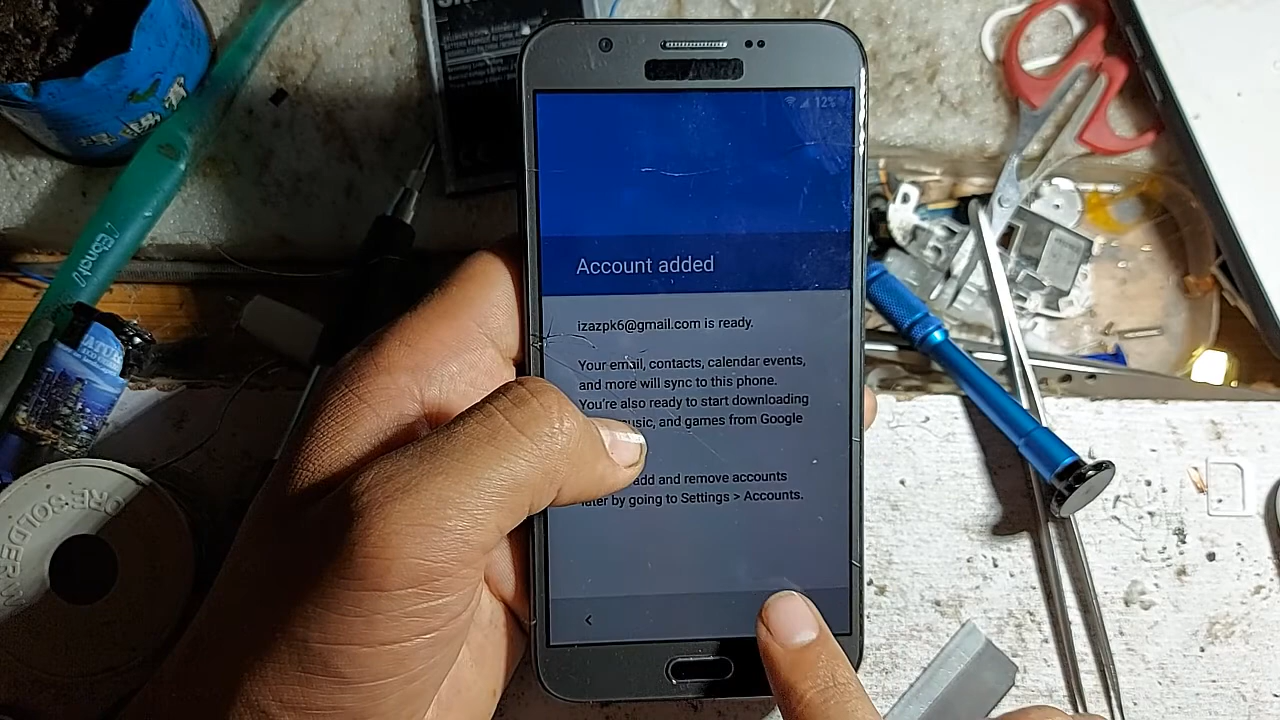 12%
Account added
izazpk6@gmail.com is ready.
Your email, contacts, calendar events,
and more will sync to this phone.
You're also ready to start downloading
and games from Google
add and remove accounts
later by going to Settings > Accounts.
ORE SOLDER W